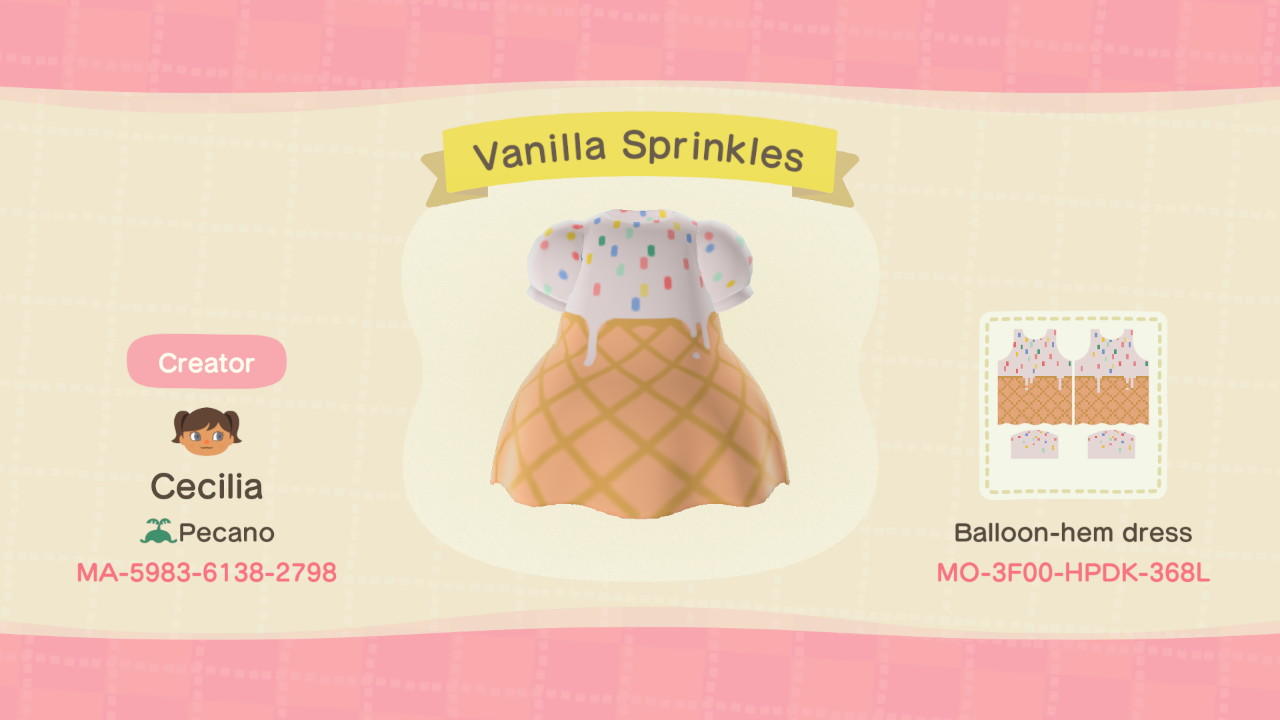 Vanilla Sprinkles
Creator
Cecilia
Pecano
MA-5983-6138-2798
Balloon-hem dress
MO-3F00-HPDK-368L